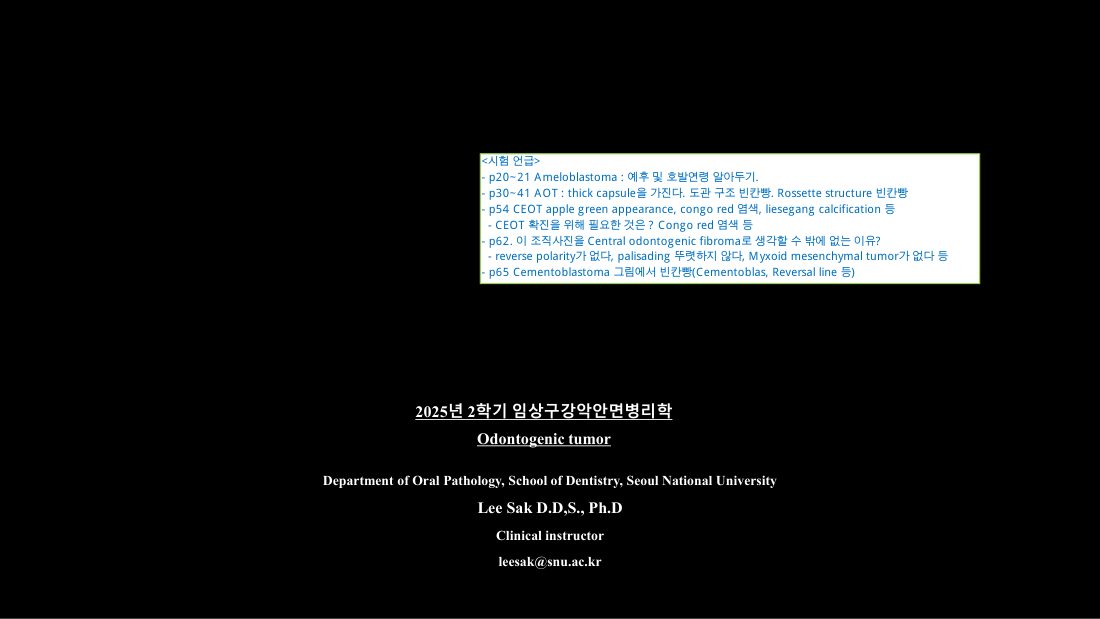 <시험 언급>
- p20~21 Ameloblastoma : 예후 및 호발연령 알아두기.
- p30~41 AOT : thick capsule을 가진다. 도관 구조 빈칸빵. Rossette structure 빈칸빵
- p54 CEOT apple green appearance, congo red 염색, liesegang calcification 등
- CEOT 확진을 위해 필요한 것은 ? Congo red 염색 등
- p62. 이 조직사진을 Central odontogenic fibroma로 생각할 수 밖에 없는 이유?
- reverse polarity가 없다, palisading 뚜렷하지 않다, Myxoid mesenchymal tumor가 없다 등
- p65 Cementoblastoma 그림에서 빈칸빵(Cementoblas, Reversal line 등)
2025년 2학기 임상구강악안면병리학
Odontogenic tumor
Department of Oral Pathology, School of Dentistry, Seoul National University
Lee Sak D.D,S., Ph.D
Clinical instructor
leesak@snu.ac.kr